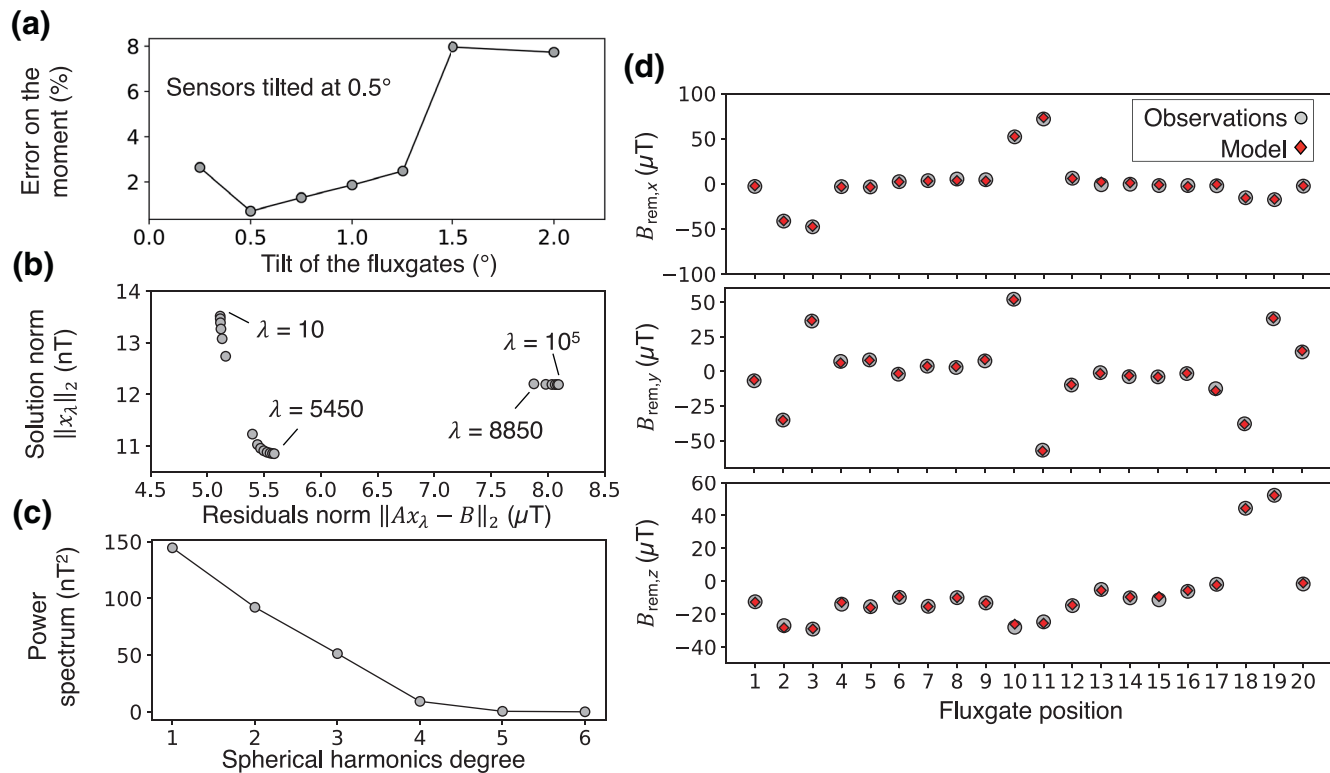 (a)
Error on the
moment (%)
8
6
4
2
Sensors tilted at 0.5°
0.0 0.5 1.0 1.5 2.0
Tilt of the fluxgates (°)
(b)
Solution norm
||xλ||₂ (nT)
14
13
12
11
λ = 10
λ = 10⁵
λ = 5450
λ = 8850
4.5 5.0 5.5 6.0 6.5 7.0 7.5 8.0 8.5
Residuals norm ||Axλ − B||₂ (µT)
(c)
Power
spectrum (nT²)
150
100
50
0
1 2 3 4 5 6
Spherical harmonics degree
(d)
Observations
Model
B_rem,x (µT)
100
50
0
−50
−100
B_rem,y (µT)
50
25
0
−25
−50
B_rem,z (µT)
60
40
20
0
−20
−40
1 2 3 4 5 6 7 8 9 10 11 12 13 14 15 16 17 18 19 20
Fluxgate position